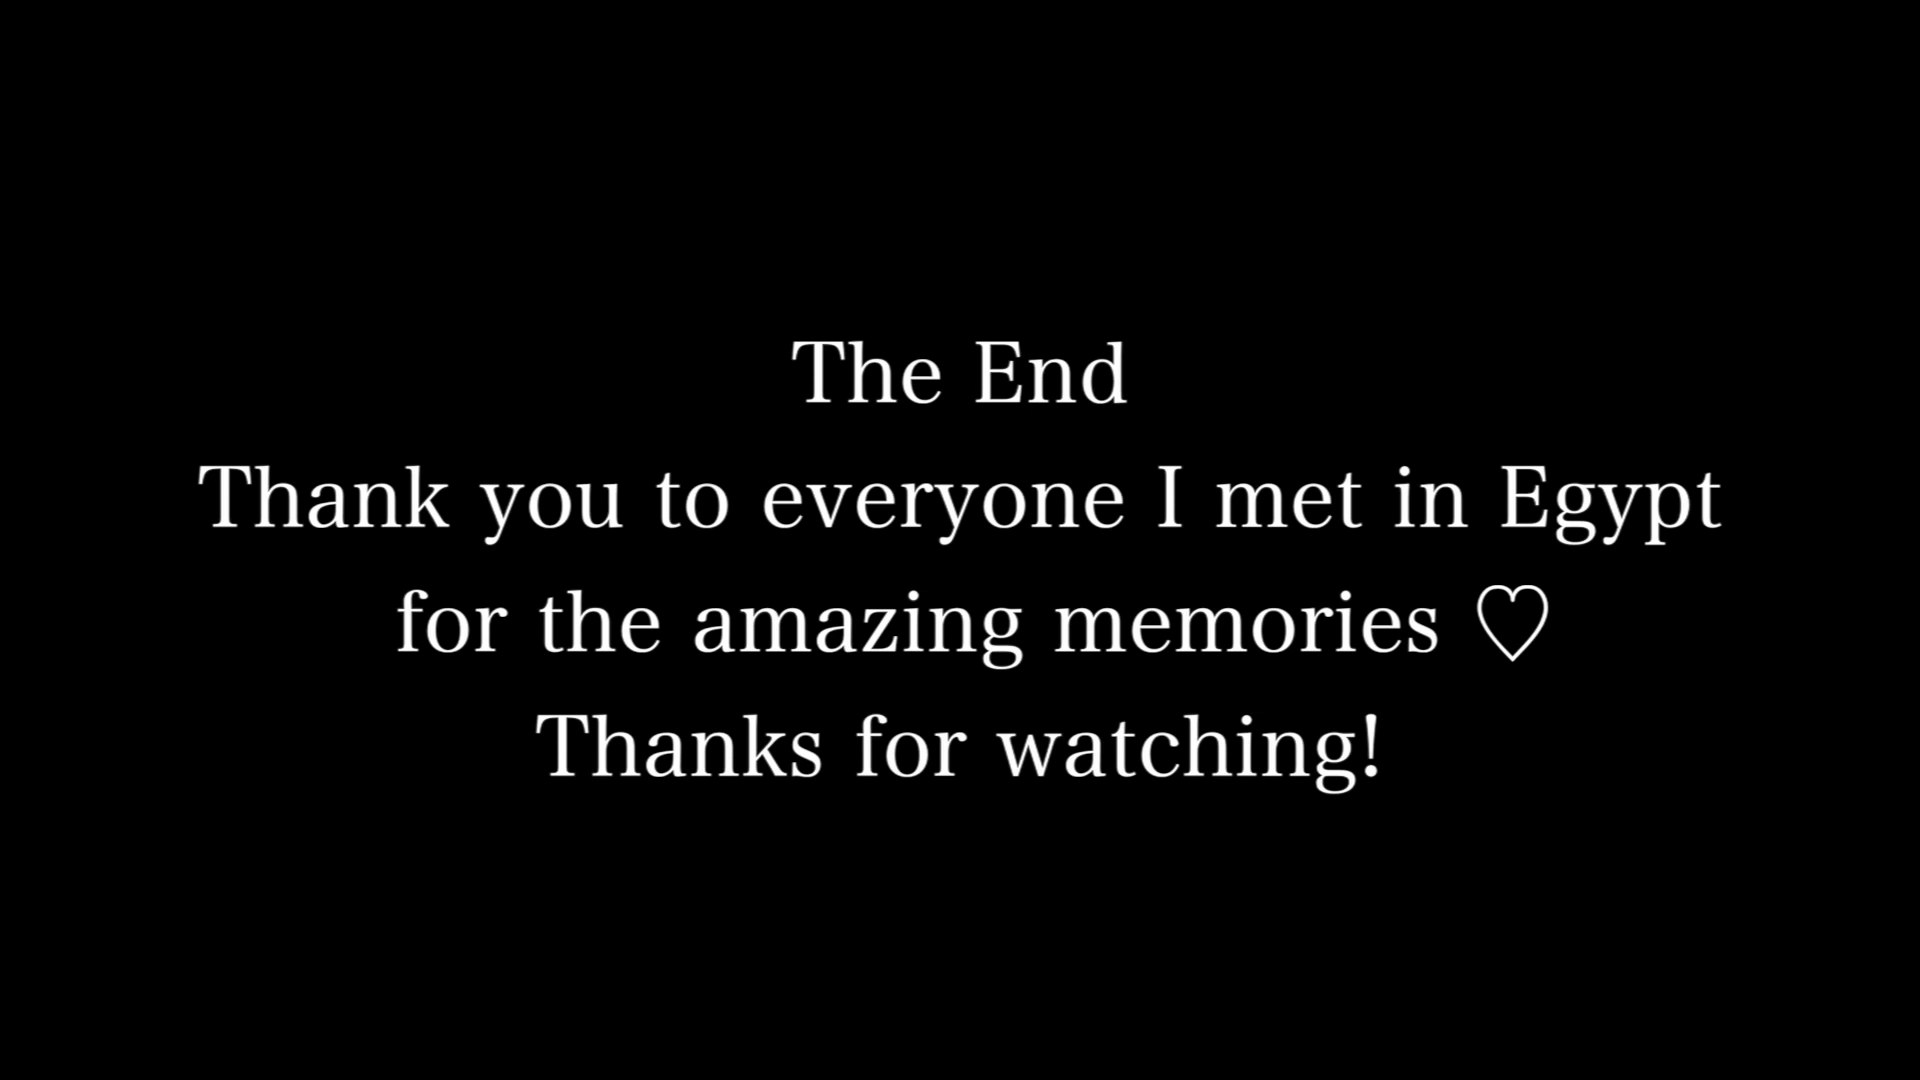 The End
Thank you to everyone I met in Egypt
for the amazing memories ♡
Thanks for watching!